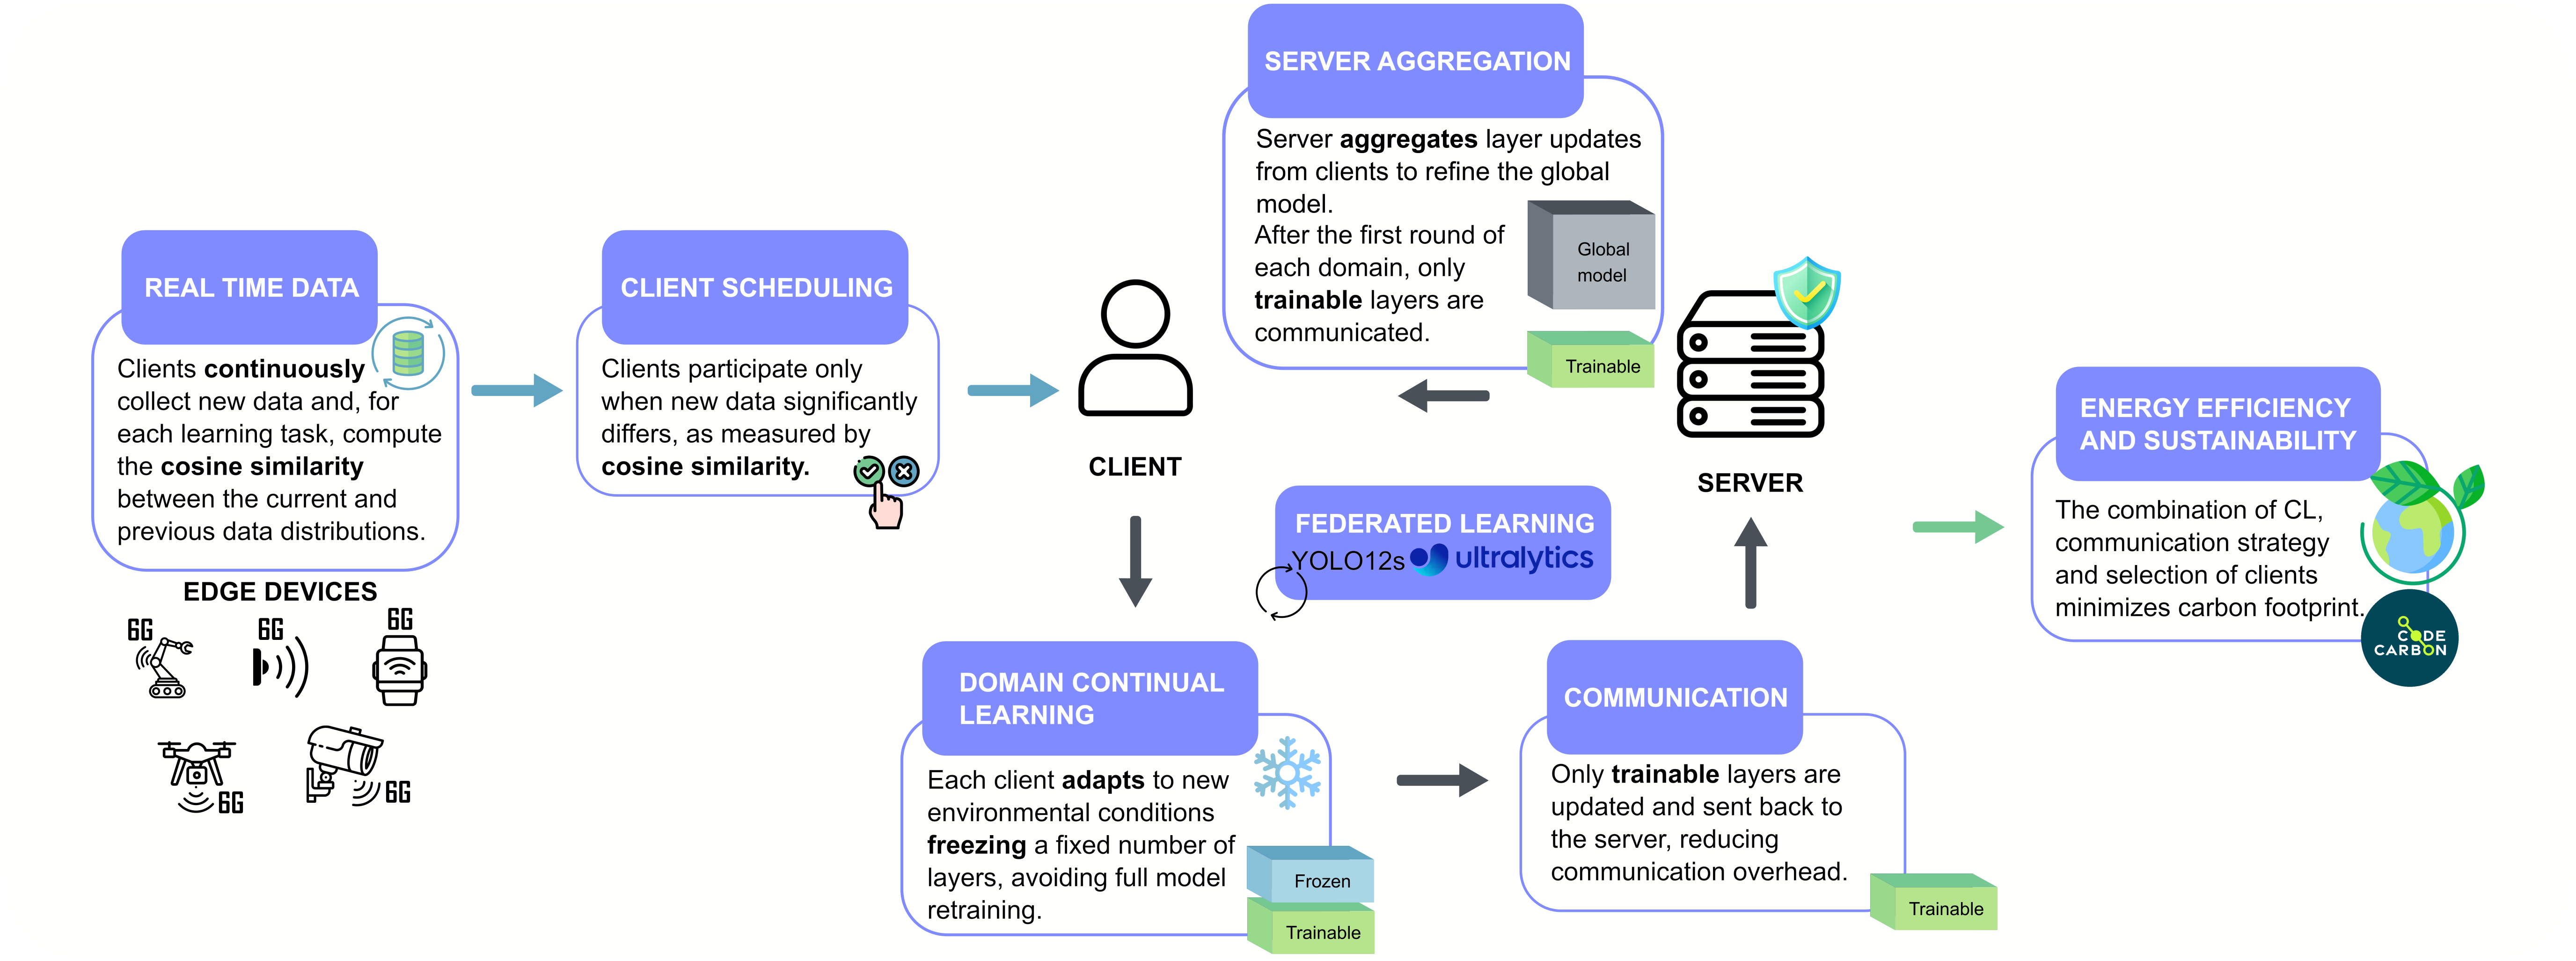 REAL TIME DATA
Clients continuously
collect new data and, for
each learning task, compute
the cosine similarity
between the current and
previous data distributions.
EDGE DEVICES
6G
6G
6G
6G
6G
CLIENT SCHEDULING
Clients participate only
when new data significantly
differs, as measured by
cosine similarity.
CLIENT
SERVER AGGREGATION
Server aggregates layer updates
from clients to refine the global
model.
After the first round of
each domain, only
trainable layers are
communicated.
Global
model
Trainable
SERVER
FEDERATED LEARNING
YOLO12s ultralytics
DOMAIN CONTINUAL
LEARNING
Each client adapts to new
environmental conditions
freezing a fixed number of
layers, avoiding full model
retraining.
Frozen
Trainable
COMMUNICATION
Only trainable layers are
updated and sent back to
the server, reducing
communication overhead.
Trainable
ENERGY EFFICIENCY
AND SUSTAINABILITY
The combination of CL,
communication strategy
and selection of clients
minimizes carbon footprint.
CODE
CARBON